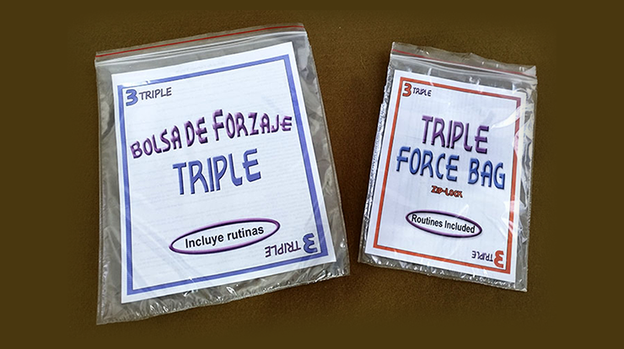 3 TRIPLE
BOLSA DE FORZAJE
TRIPLE
Incluye rutinas
3 TRIPLE
3 TRIPLE
TRIPLE
FORCE BAG
ZIP-LOCK
Routines Included
3 TRIPLE